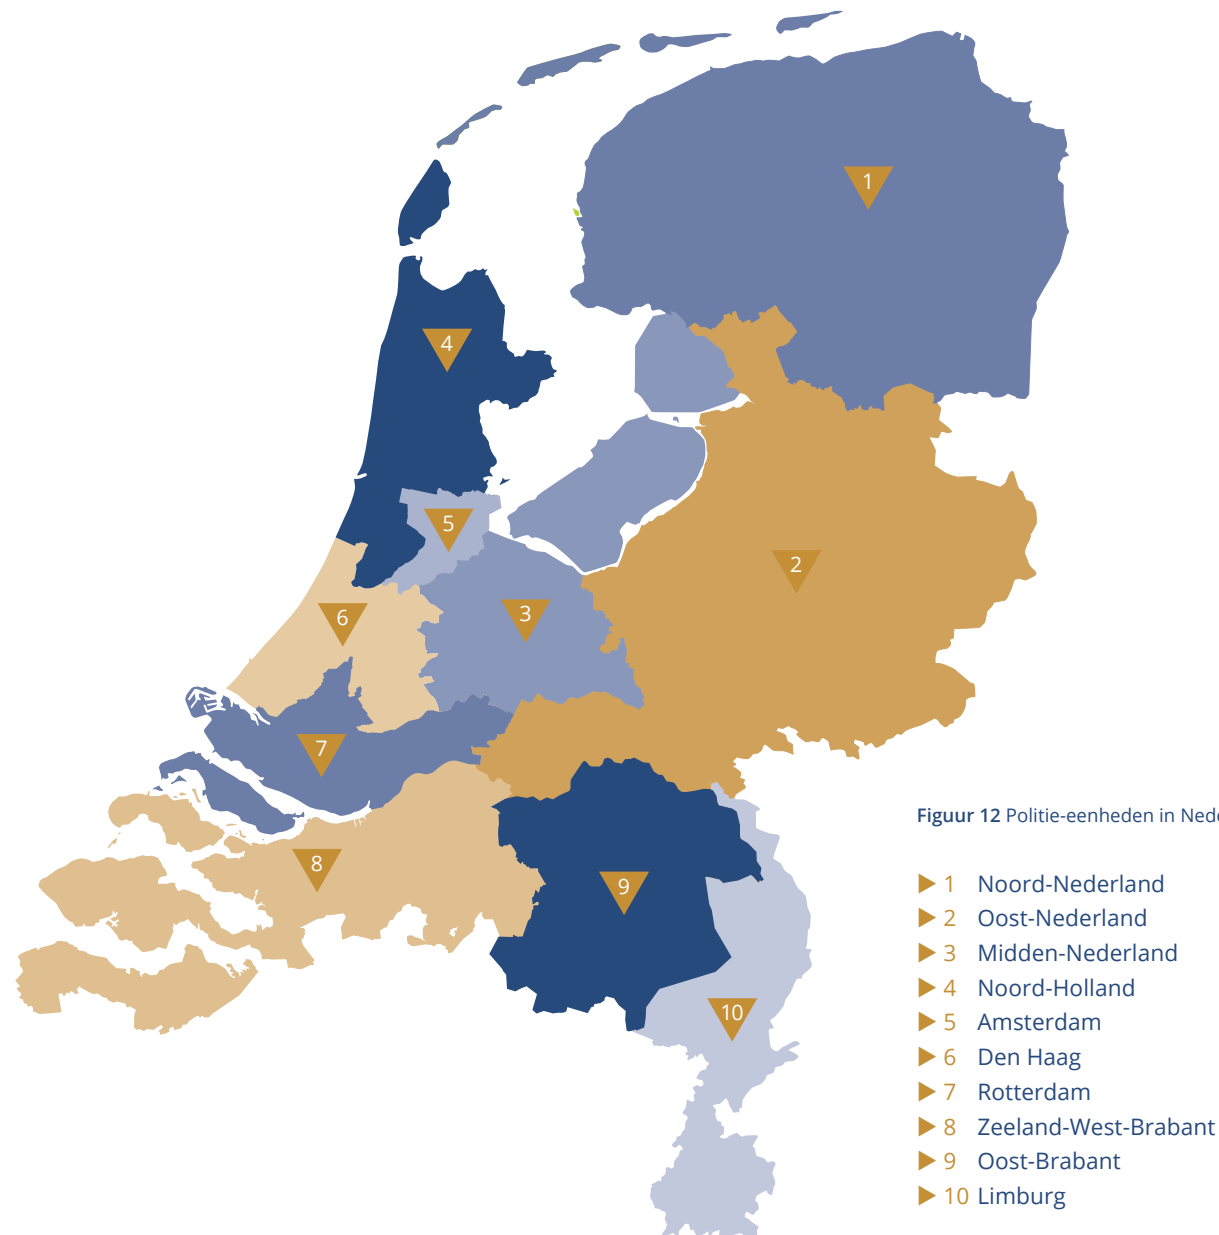 1
4
5
2
6
3
7
8
9
10
Figuur 12 Politie-eenheden in
1 Noord-Nederland
2 Oost-Nederland
3 Midden-Nederland
4 Noord-Holland
5 Amsterdam
6 Den Haag
7 Rotterdam
8 Zeeland-West-Brabant
9 Oost-Brabant
10 Limburg